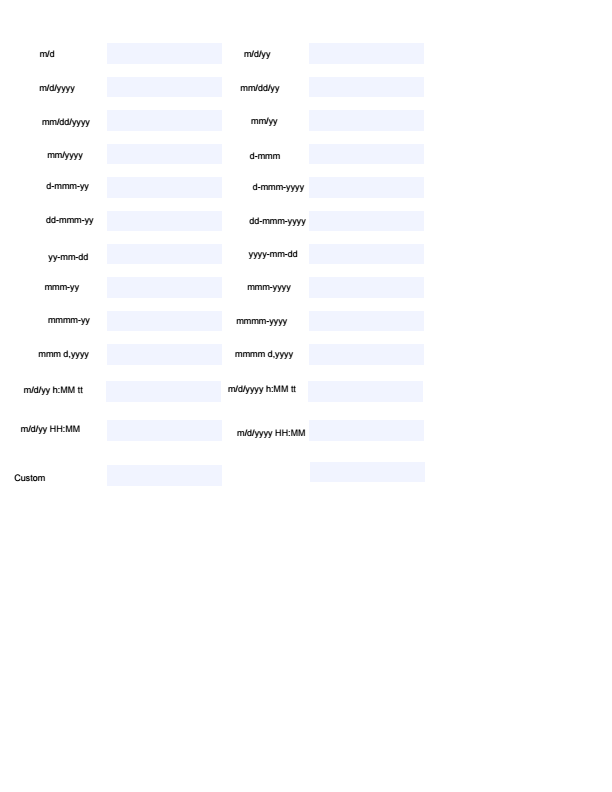 m/d m/d/yy
m/d/yyyy mm/dd/yy
mm/dd/yyyy mm/yy
mm/yyyy d-mmm
d-mmm-yy d-mmm-yyyy
dd-mmm-yy dd-mmm-yyyy
yy-mm-dd yyyy-mm-dd
mmm-yy mmm-yyyy
mmmm-yy mmmm-yyyy
mmm d,yyyy mmmm d,yyyy
m/d/yy h:MM tt m/d/yyyy h:MM tt
m/d/yy HH:MM m/d/yyyy HH:MM
Custom